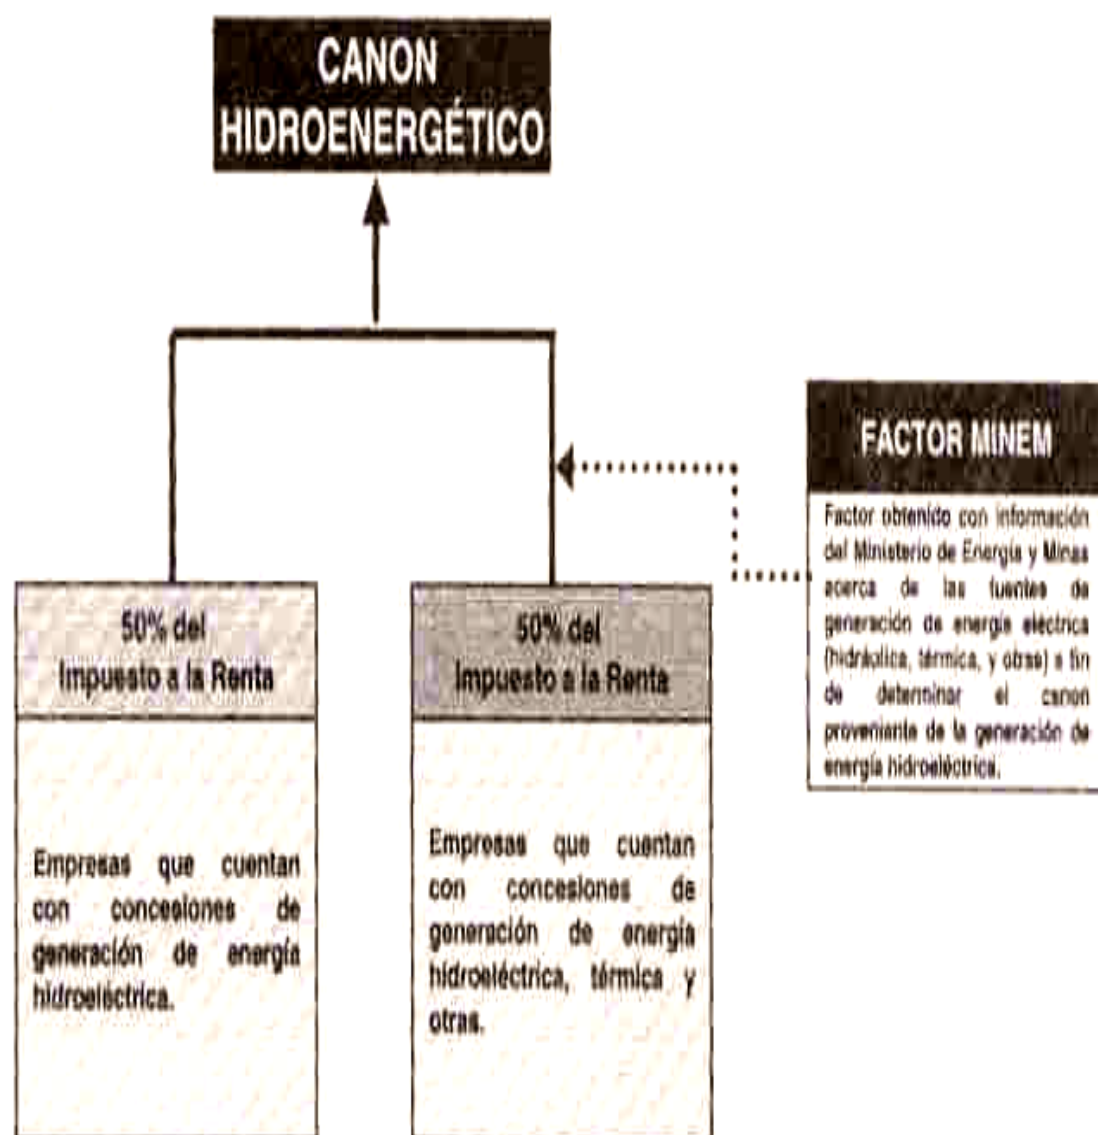 CANON
HIDROENERGÉTICO
FACTOR MINEM
Factor obtenido con información
del Ministerio de Energía y Minas
acerca de las fuentes de
generación de energía eléctrica
(hidráulica, térmica, y otras) a fin
de determinar el canon
proveniente de la generación de
energía hidroeléctrica.
50% del
Impuesto a la Renta
Empresas que cuentan
con concesiones de
generación de energía
hidroeléctrica.
50% del
Impuesto a la Renta
Empresas que cuentan
con concesiones de
generación de energía
hidroeléctrica, térmica y
otras.